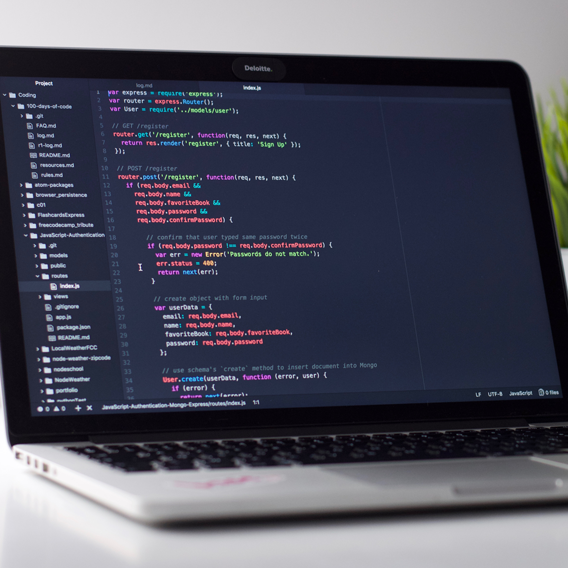 Deloitte.
Project
Coding
100-days-of-code
.git
FAQ.md
log.md
r1-log.md
README.md
resources.md
rules.md
atom-packages
browser_persistence
c01
FlashcardsExpress
freecodecamp_tribute
JavaScript-Authentication
.git
models
public
routes
index.js
views
.gitignore
app.js
package.json
README.md
LocalWeatherFCC
node-weather-zipcode
nodeschool
NodeWeather
portfolio
pythonTest
log.md
index.js
1 var express = require('express');
2 var router = express.Router();
3 var User = require('../models/user');
4
5 // GET /register
6 router.get('/register', function(req, res, next) {
7 return res.render('register', { title: 'Sign Up' });
8 });
9
10 // POST /register
11 router.post('/register', function(req, res, next) {
12 if (req.body.email &&
13 req.body.name &&
14 req.body.favoriteBook &&
15 req.body.password &&
16 req.body.confirmPassword) {
17
18 // confirm that user typed same password twice
19 if (req.body.password !== req.body.confirmPassword) {
20 var err = new Error('Passwords do not match.');
21 err.status = 400;
22 return next(err);
23 }
24
25 // create object with form input
26 var userData = {
27 email: req.body.email,
28 name: req.body.name,
29 favoriteBook: req.body.favoriteBook,
30 password: req.body.password
31 };
32
33 // use schema's `create` method to insert document into Mongo
34 User.create(userData, function (error, user) {
35 if (error) {
36 return next(error);
0 0 JavaScript-Authentication-Mongo-Express/routes/index.js 1:1
LF UTF-8 JavaScript 0 files